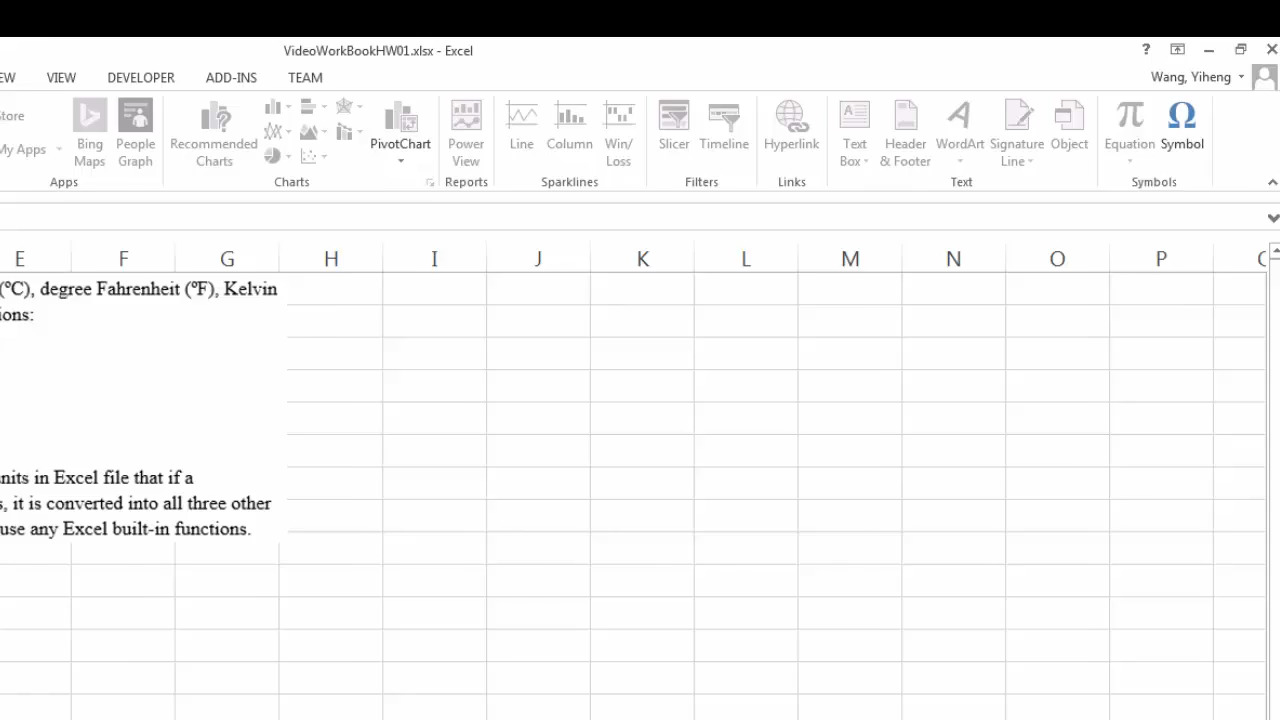 VideoWorkBookHW01.xlsx - Excel
?
EW VIEW DEVELOPER ADD-INS TEAM
Wang, Yiheng
tore
My Apps
Bing Maps
People Graph
Recommended Charts
PivotChart
Power View
Line
Column
Win/ Loss
Slicer
Timeline
Hyperlink
Text Box
Header & Footer
WordArt
Signature Line
Object
Equation
Symbol
Apps Charts Reports Sparklines Filters Links Text Symbols
E F G H I J K L M N O P
(°C), degree Fahrenheit (°F), Kelvin
ions:
nits in Excel file that if a
s, it is converted into all three other
use any Excel built-in functions.